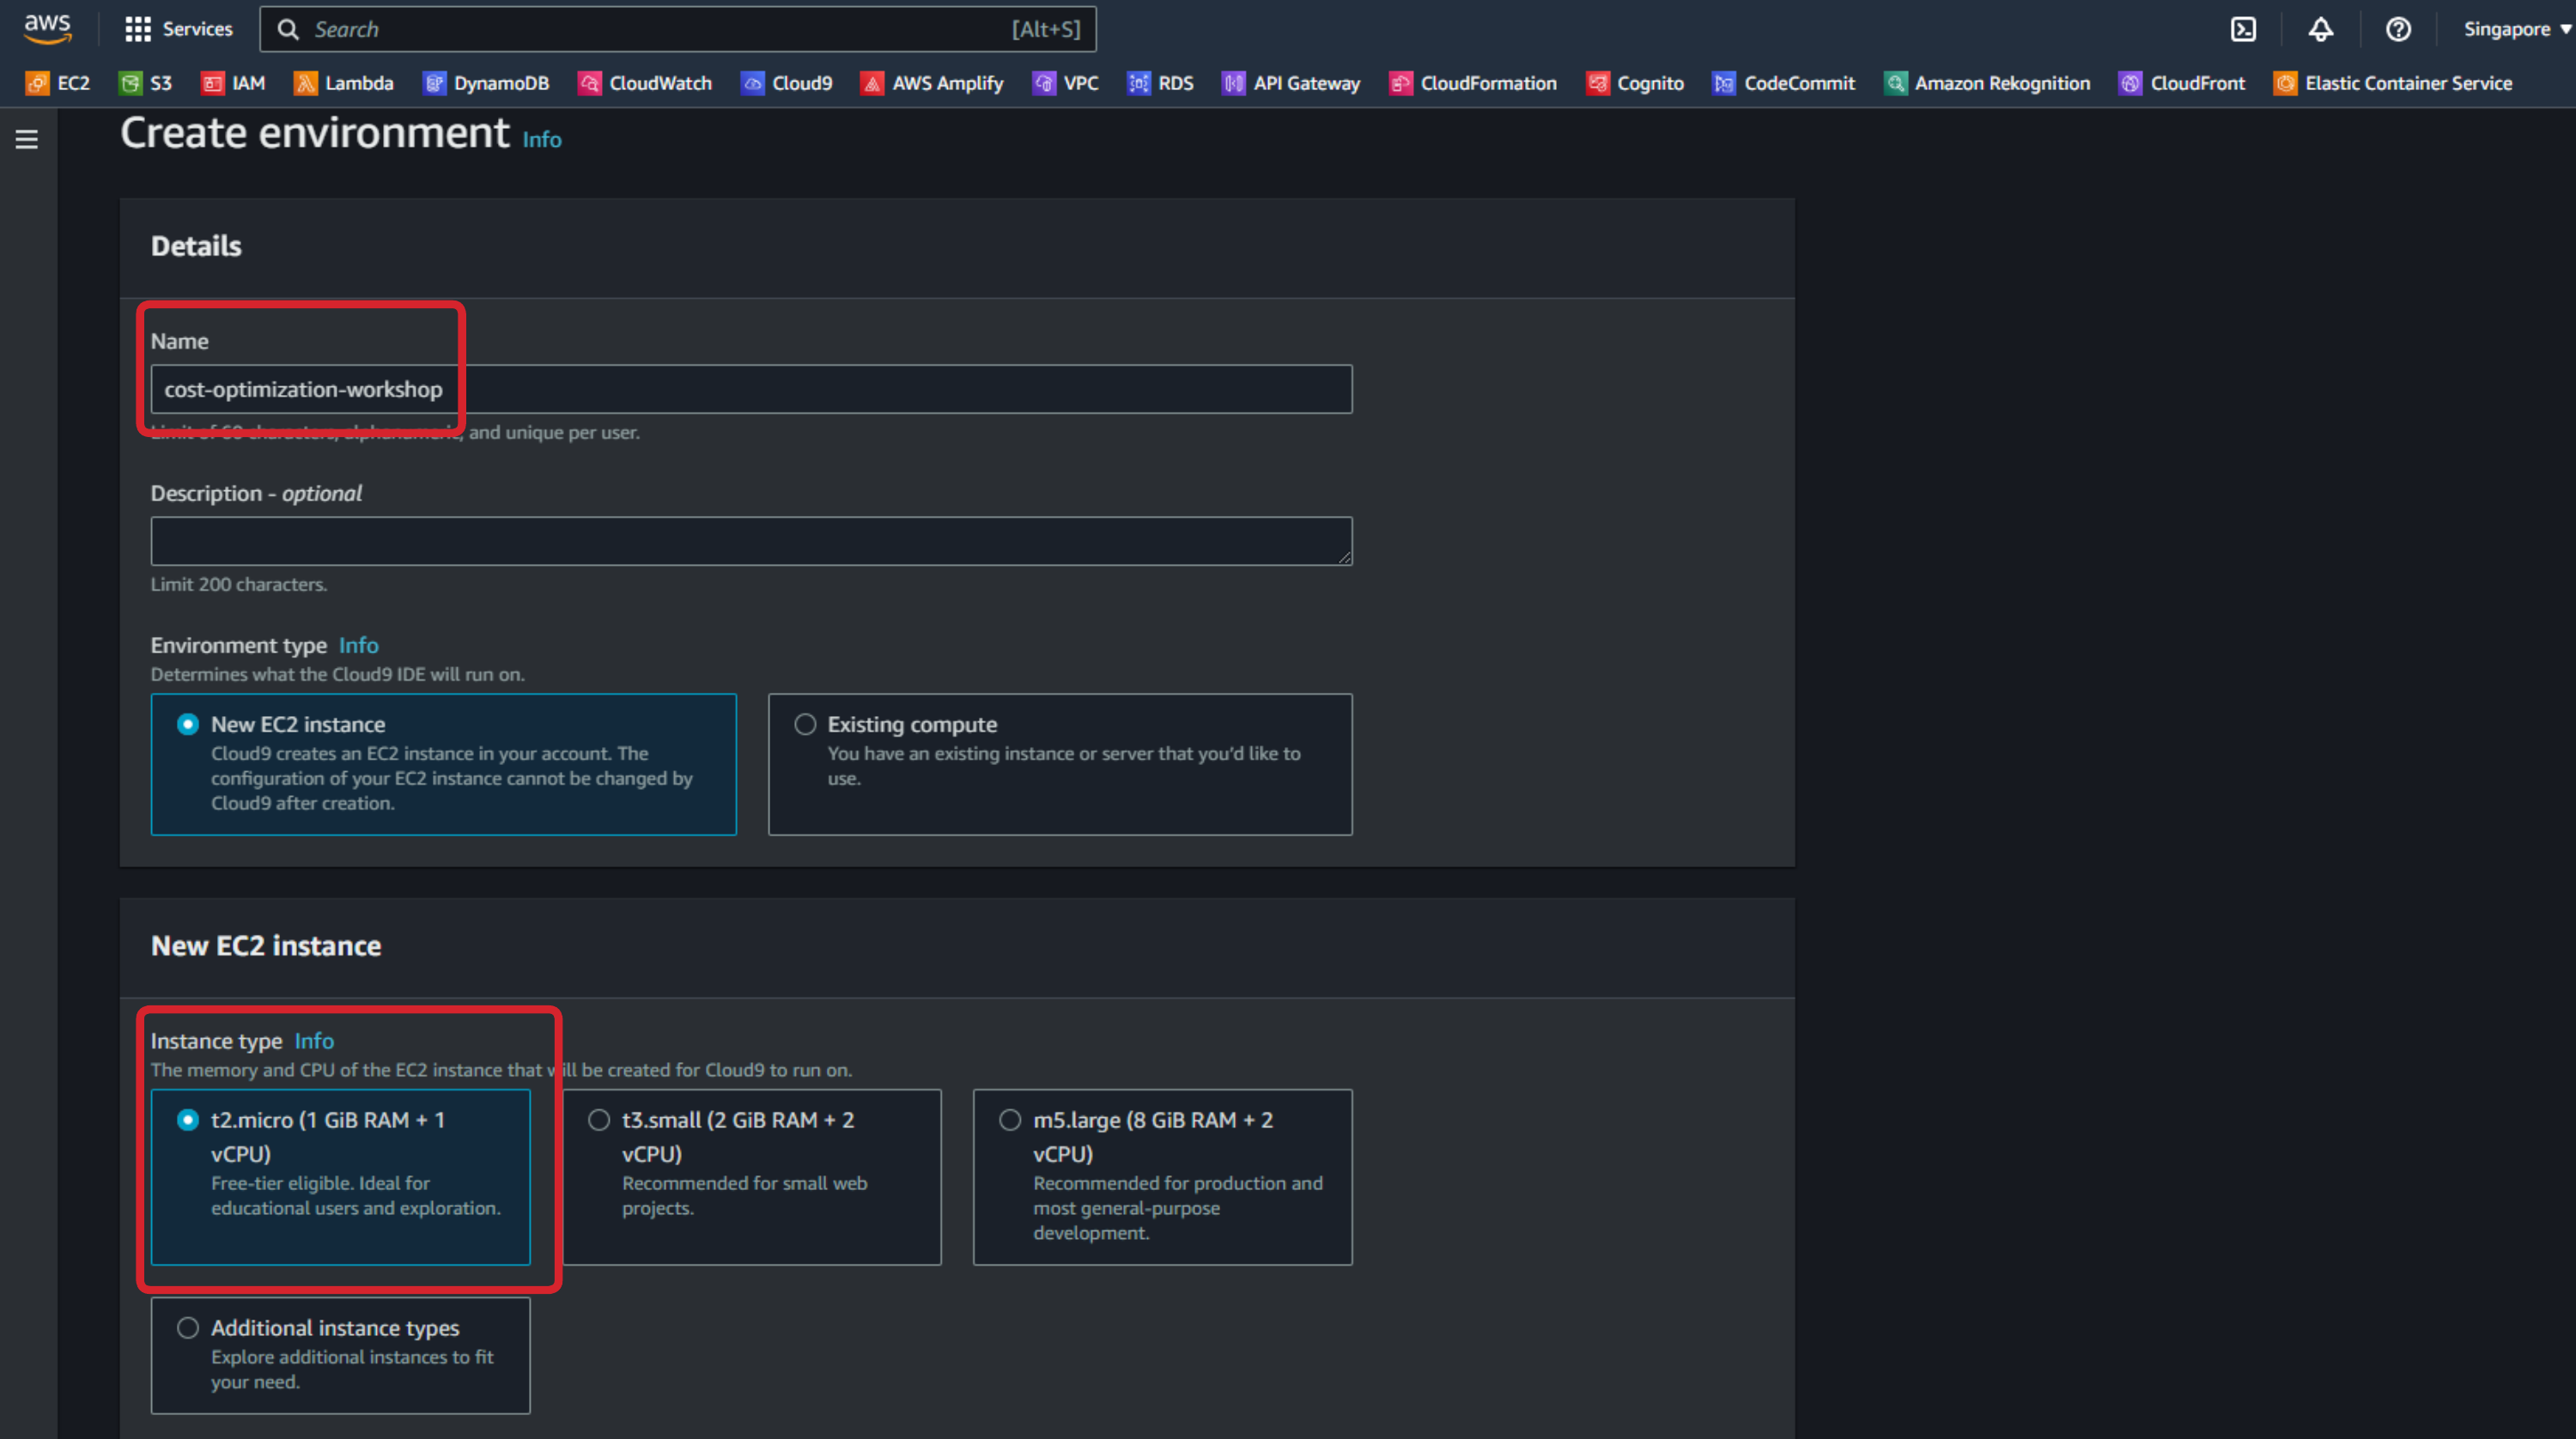 aws
Services
Search [Alt+S]
Singapore
EC2 S3 IAM Lambda DynamoDB CloudWatch Cloud9 AWS Amplify VPC RDS API Gateway CloudFormation Cognito CodeCommit Amazon Rekognition CloudFront Elastic Container Service
Create environment Info
Details
Name
cost-optimization-workshop
Limit of 60 characters, alphanumeric, and unique per user.
Description - optional
Limit 200 characters.
Environment type Info
Determines what the Cloud9 IDE will run on.
New EC2 instance
Cloud9 creates an EC2 instance in your account. The
configuration of your EC2 instance cannot be changed by
Cloud9 after creation.
Existing compute
You have an existing instance or server that you'd like to
use.
New EC2 instance
Instance type Info
The memory and CPU of the EC2 instance that will be created for Cloud9 to run on.
t2.micro (1 GiB RAM + 1
vCPU)
Free-tier eligible. Ideal for
educational users and exploration.
t3.small (2 GiB RAM + 2
vCPU)
Recommended for small web
projects.
m5.large (8 GiB RAM + 2
vCPU)
Recommended for production and
most general-purpose
development.
Additional instance types
Explore additional instances to fit
your need.